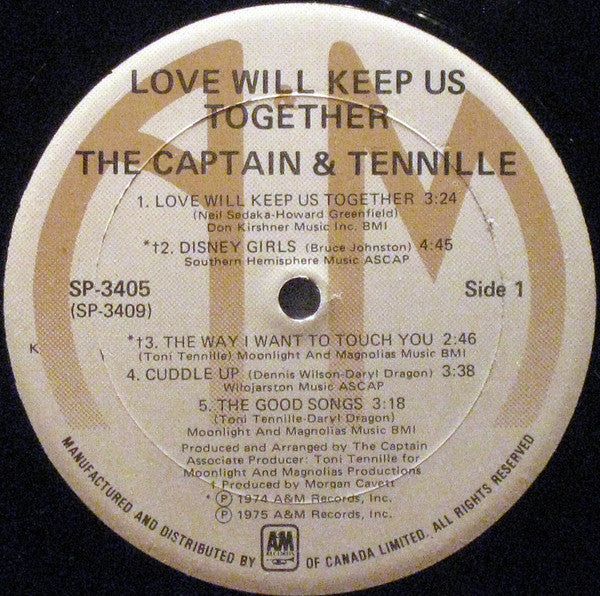 LOVE WILL KEEP US
TOGETHER
THE CAPTAIN & TENNILLE
1. LOVE WILL KEEP US TOGETHER 3:24
(Neil Sedaka-Howard Greenfield)
Don Kirshner Music Inc. BMI
*†2. DISNEY GIRLS (Bruce Johnston) 4:45
Southern Hemisphere Music ASCAP
SP-3405
(SP-3409)
Side 1
*†3. THE WAY I WANT TO TOUCH YOU 2:46
(Toni Tennille) Moonlight And Magnolias Music BMI
K
4. CUDDLE UP (Dennis Wilson-Daryl Dragon) 3:38
Wilojarston Music ASCAP
5. THE GOOD SONGS 3:18
(Toni Tennille-Daryl Dragon)
Moonlight And Magnolias Music BMI
Produced and Arranged by The Captain
Associate Producer: Toni Tennille for
Moonlight and Magnolias Productions
† Produced by Morgan Cavett
* ℗ 1974 A&M Records, Inc.
℗ 1975 A&M Records, Inc.
MANUFACTURED AND DISTRIBUTED BY A&M RECORDS OF CANADA LIMITED. ALL RIGHTS RESERVED